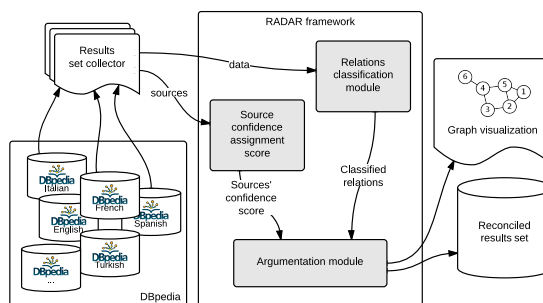 RADAR framework
Results
set collector
data
sources
Relations
classification
module
Source
confidence
assignment
score
Sources'
confidence
score
Classified
relations
Argumentation module
6
4
5
1
3
2
Graph visualization
Reconciled
results set
DBpedia
Italian
DBpedia
French
DBpedia
English
DBpedia
Spanish
DBpedia
...
DBpedia
Turkish
DBpedia